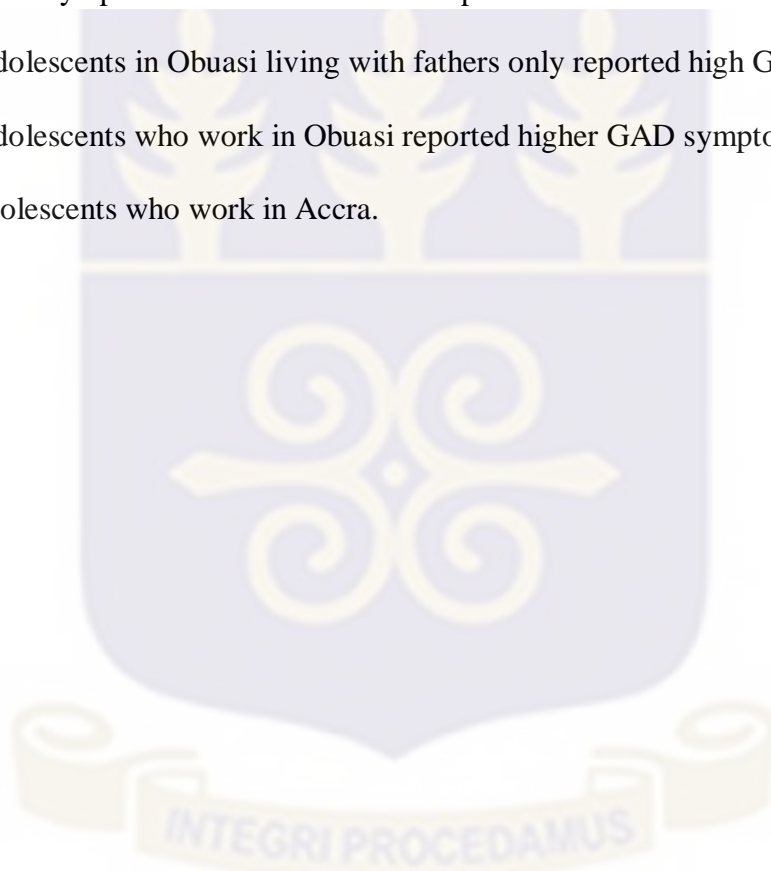 dolescents in Obuasi living with fathers only reported high G
dolescents who work in Obuasi reported higher GAD sympto
olescents who work in Accra.
INTEGRI PROCEDAMUS